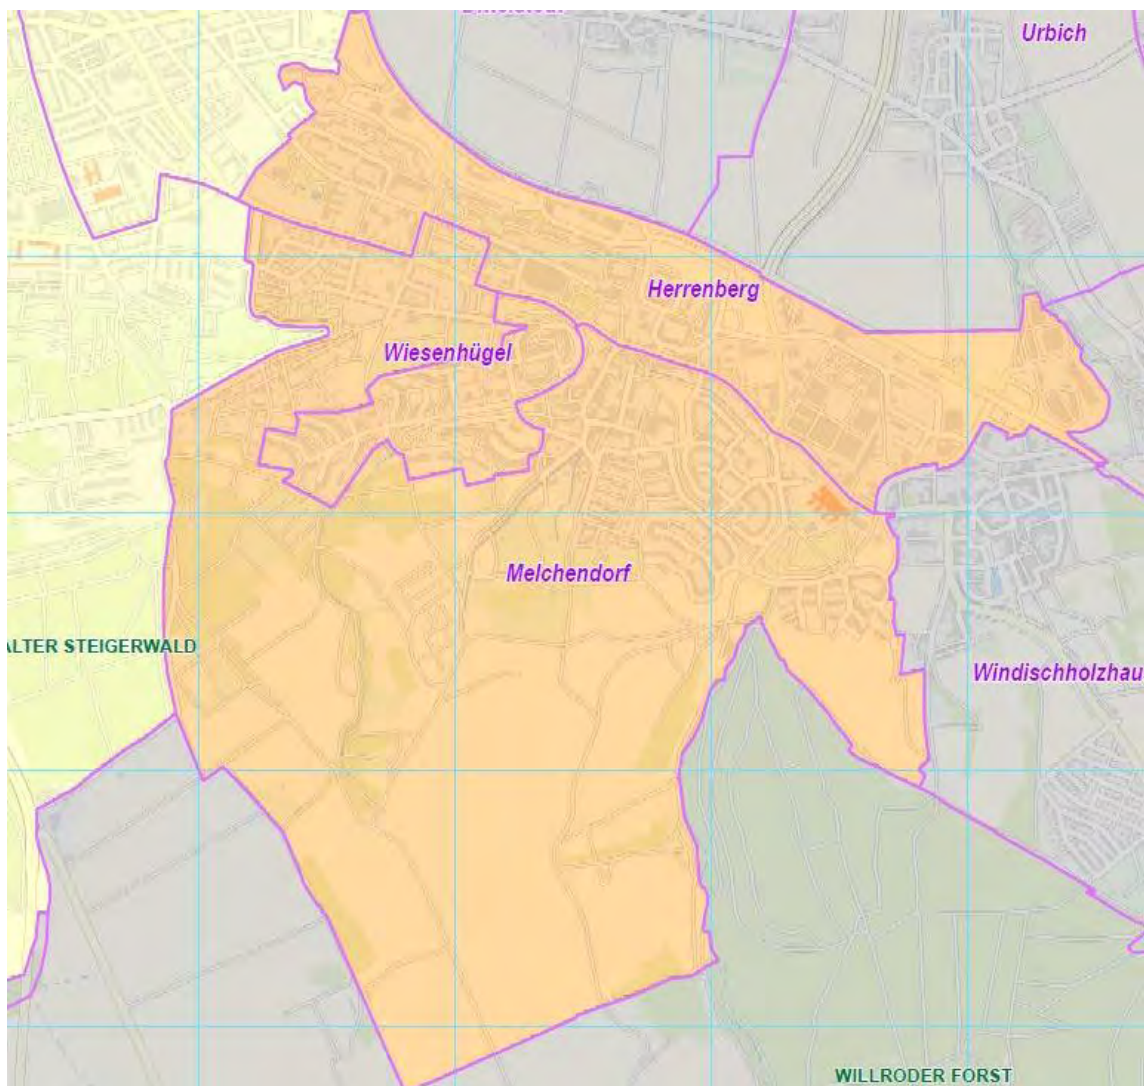 Urbich
Herrenberg
Wiesenhügel
Melchendorf
ALTER STEIGERWALD
Windischholzhau
WILLRODER FORST